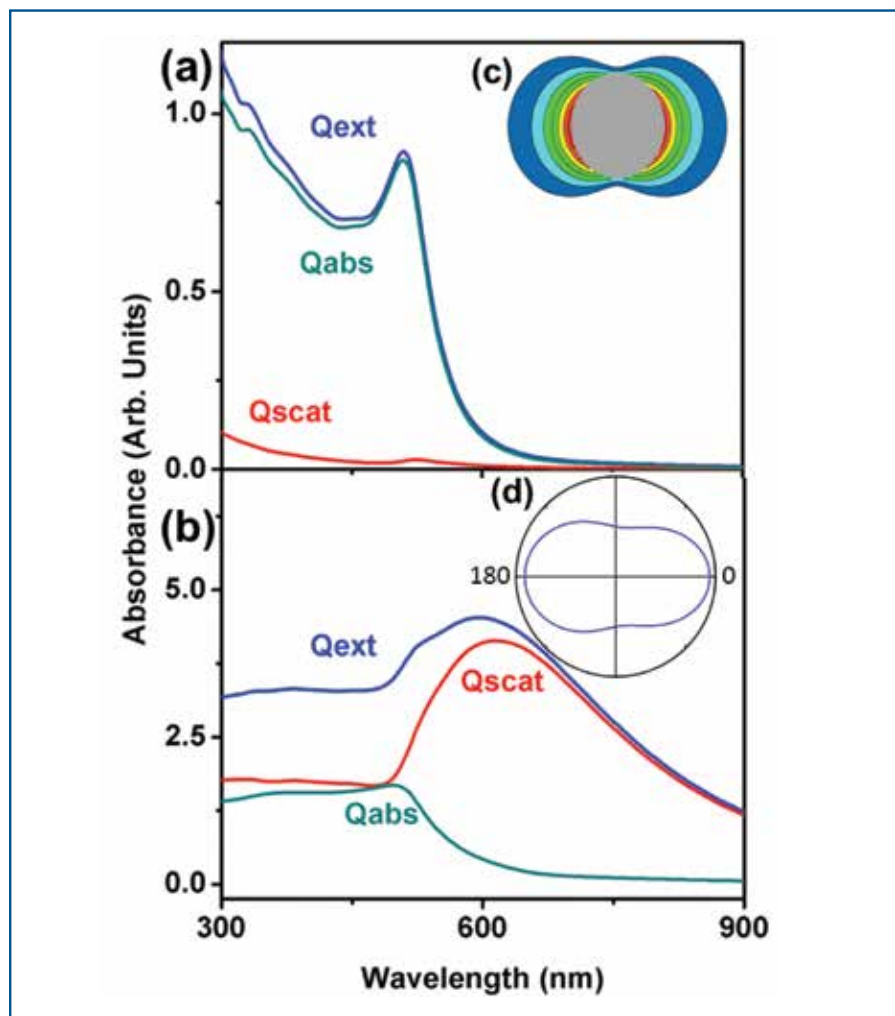 (a)
(c)
1.0
Qext
Qabs
0.5
Qscat
0.0
Absorbance (Arb. Units)
(b)
(d)
180
0
5.0
Qext
Qscat
2.5
Qabs
0.0
300
600
900
Wavelength (nm)